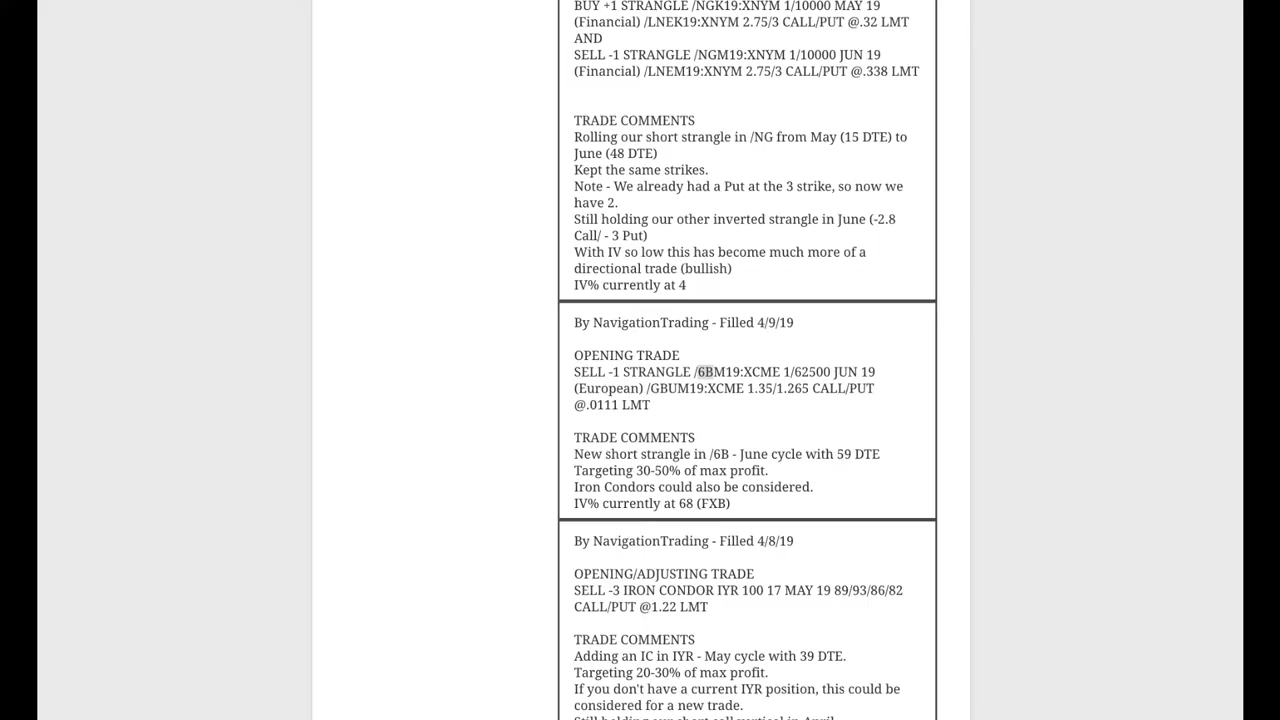 BUY +1 STRANGLE /NGK19:XNYM 1/10000 MAY 19
(Financial) /LNEK19:XNYM 2.75/3 CALL/PUT @.32 LMT
AND
SELL -1 STRANGLE /NGM19:XNYM 1/10000 JUN 19
(Financial) /LNEM19:XNYM 2.75/3 CALL/PUT @.338 LMT
TRADE COMMENTS
Rolling our short strangle in /NG from May (15 DTE) to
June (48 DTE)
Kept the same strikes.
Note - We already had a Put at the 3 strike, so now we
have 2.
Still holding our other inverted strangle in June (-2.8
Call/ - 3 Put)
With IV so low this has become much more of a
directional trade (bullish)
IV% currently at 4
By NavigationTrading - Filled 4/9/19
OPENING TRADE
SELL -1 STRANGLE /6BM19:XCME 1/62500 JUN 19
(European) /GBUM19:XCME 1.35/1.265 CALL/PUT
@.0111 LMT
TRADE COMMENTS
New short strangle in /6B - June cycle with 59 DTE
Targeting 30-50% of max profit.
Iron Condors could also be considered.
IV% currently at 68 (FXB)
By NavigationTrading - Filled 4/8/19
OPENING/ADJUSTING TRADE
SELL -3 IRON CONDOR IYR 100 17 MAY 19 89/93/86/82
CALL/PUT @1.22 LMT
TRADE COMMENTS
Adding an IC in IYR - May cycle with 39 DTE.
Targeting 20-30% of max profit.
If you don't have a current IYR position, this could be
considered for a new trade.
Still holding our short call vertical in April